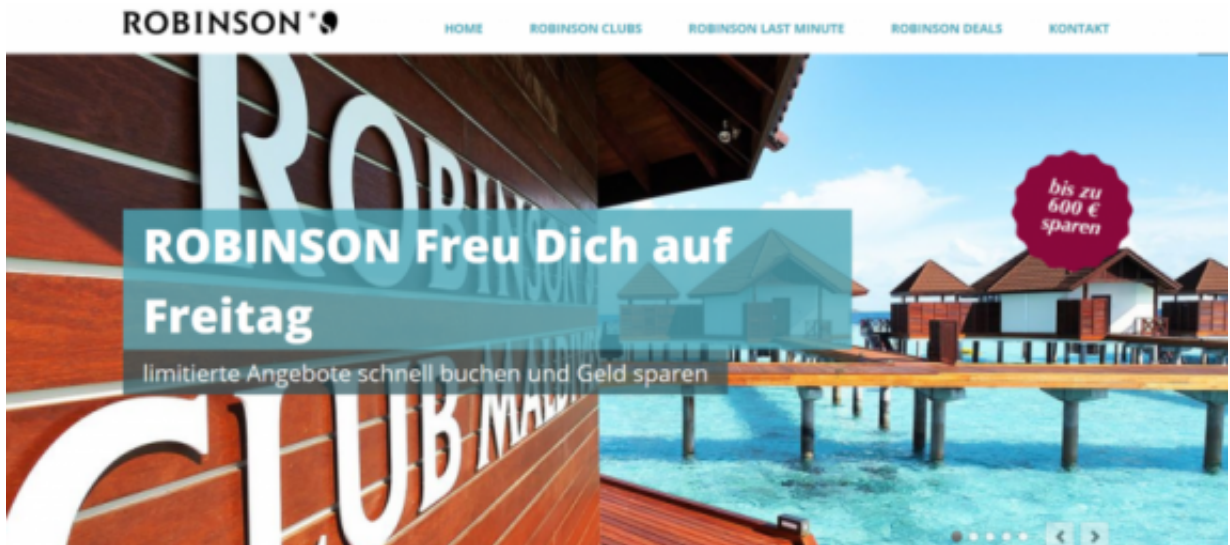 ROBINSON
HOME ROBINSON CLUBS ROBINSON LAST MINUTE ROBINSON DEALS KONTAKT
ROBINSON
CLUB MALDIVES
bis zu
600 €
sparen
ROBINSON Freu Dich auf
Freitag
limitierte Angebote schnell buchen und Geld sparen